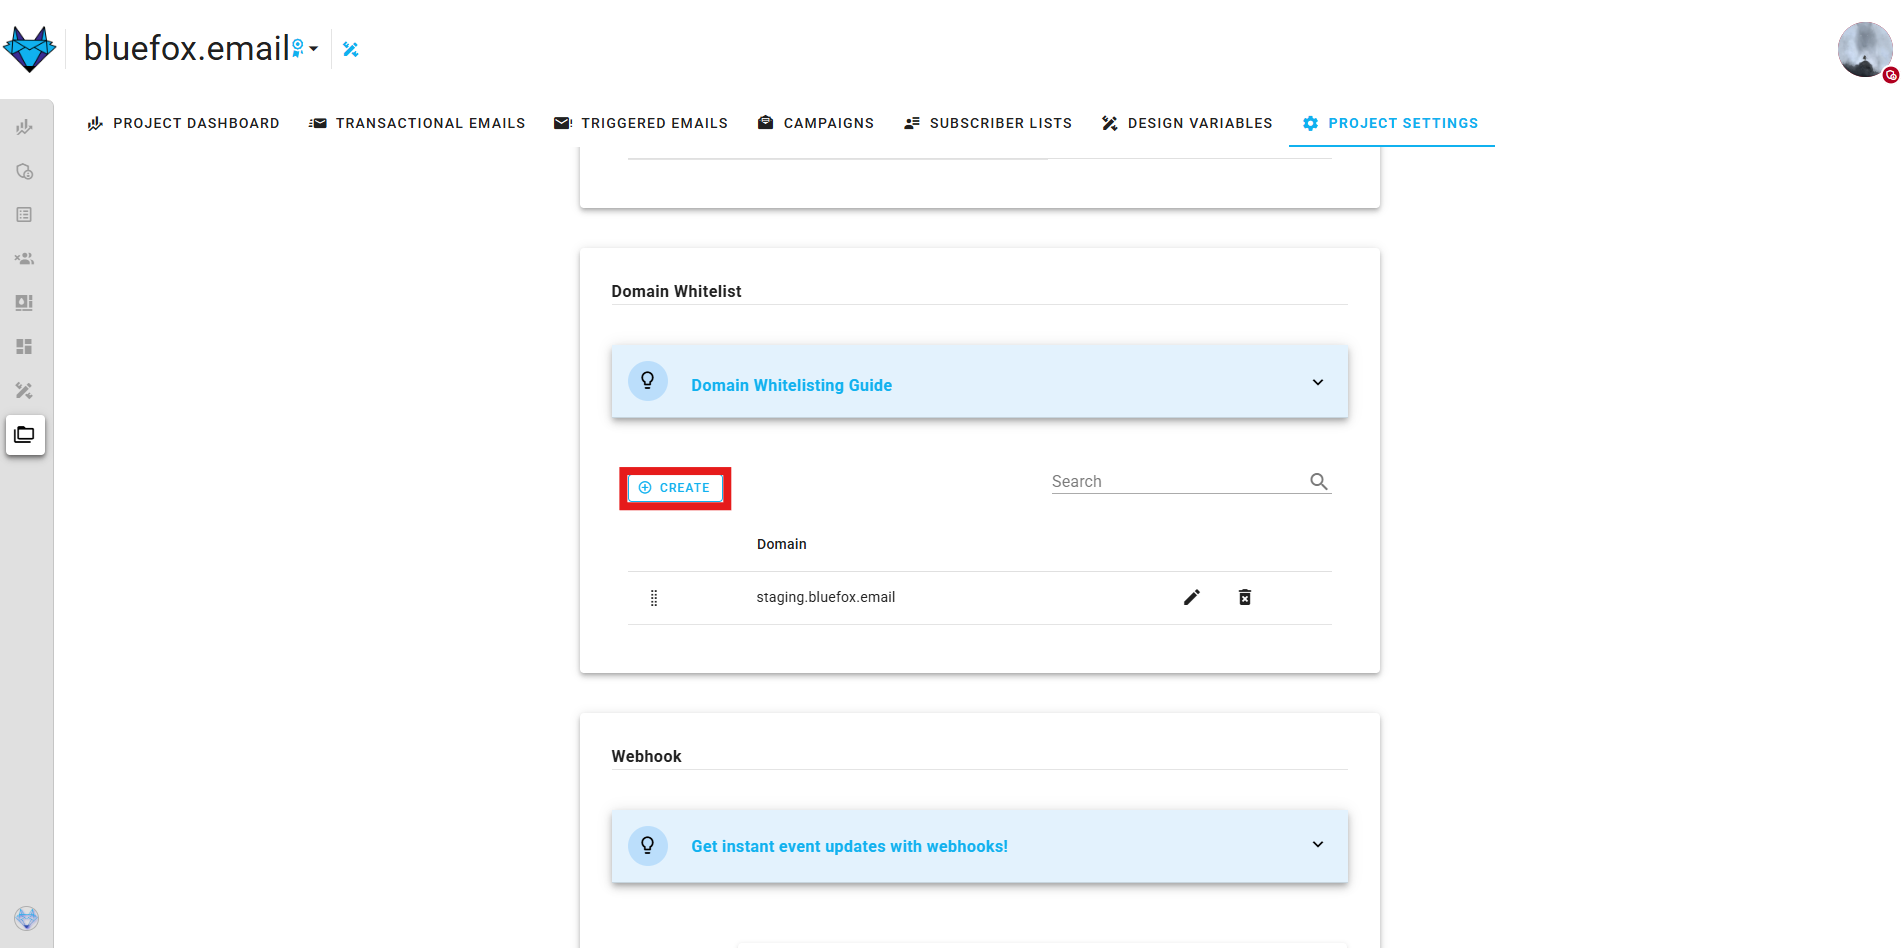 bluefox.email
PROJECT DASHBOARD
TRANSACTIONAL EMAILS
TRIGGERED EMAILS
CAMPAIGNS
SUBSCRIBER LISTS
DESIGN VARIABLES
PROJECT SETTINGS
Domain Whitelist
Domain Whitelisting Guide
CREATE
Search
Domain
staging.bluefox.email
Webhook
Get instant event updates with webhooks!